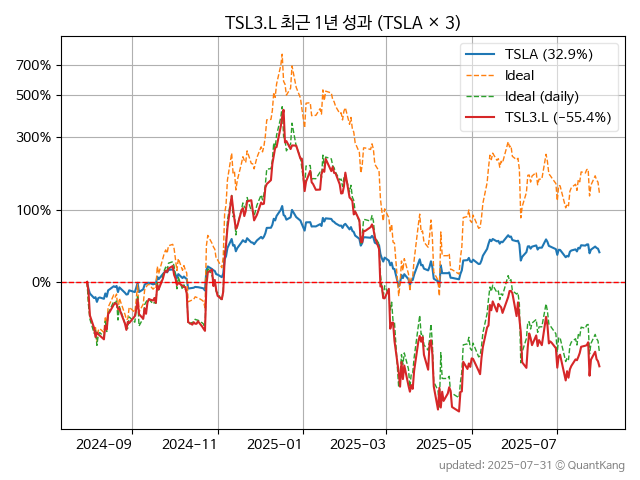 TSL3.L 최근 1년 성과 (TSLA × 3)
700%
500%
300%
100%
0%
TSLA (32.9%)
Ideal
Ideal (daily)
TSL3.L (−55.4%)
2024−09
2024−11
2025−01
2025−03
2025−05
2025−07
updated: 2025-07-31 © QuantKang